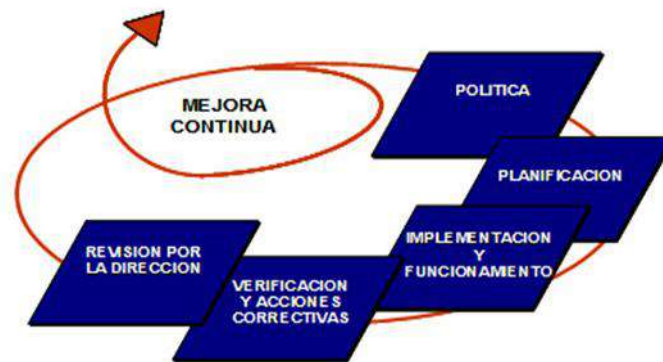 MEJORA
CONTINUA
POLITICA
PLANIFICACION
IMPLEMENTACION
Y
FUNCIONAMIENTO
VERIFICACION
Y ACCIONES
CORRECTIVAS
REVISION POR
LA DIRECCION